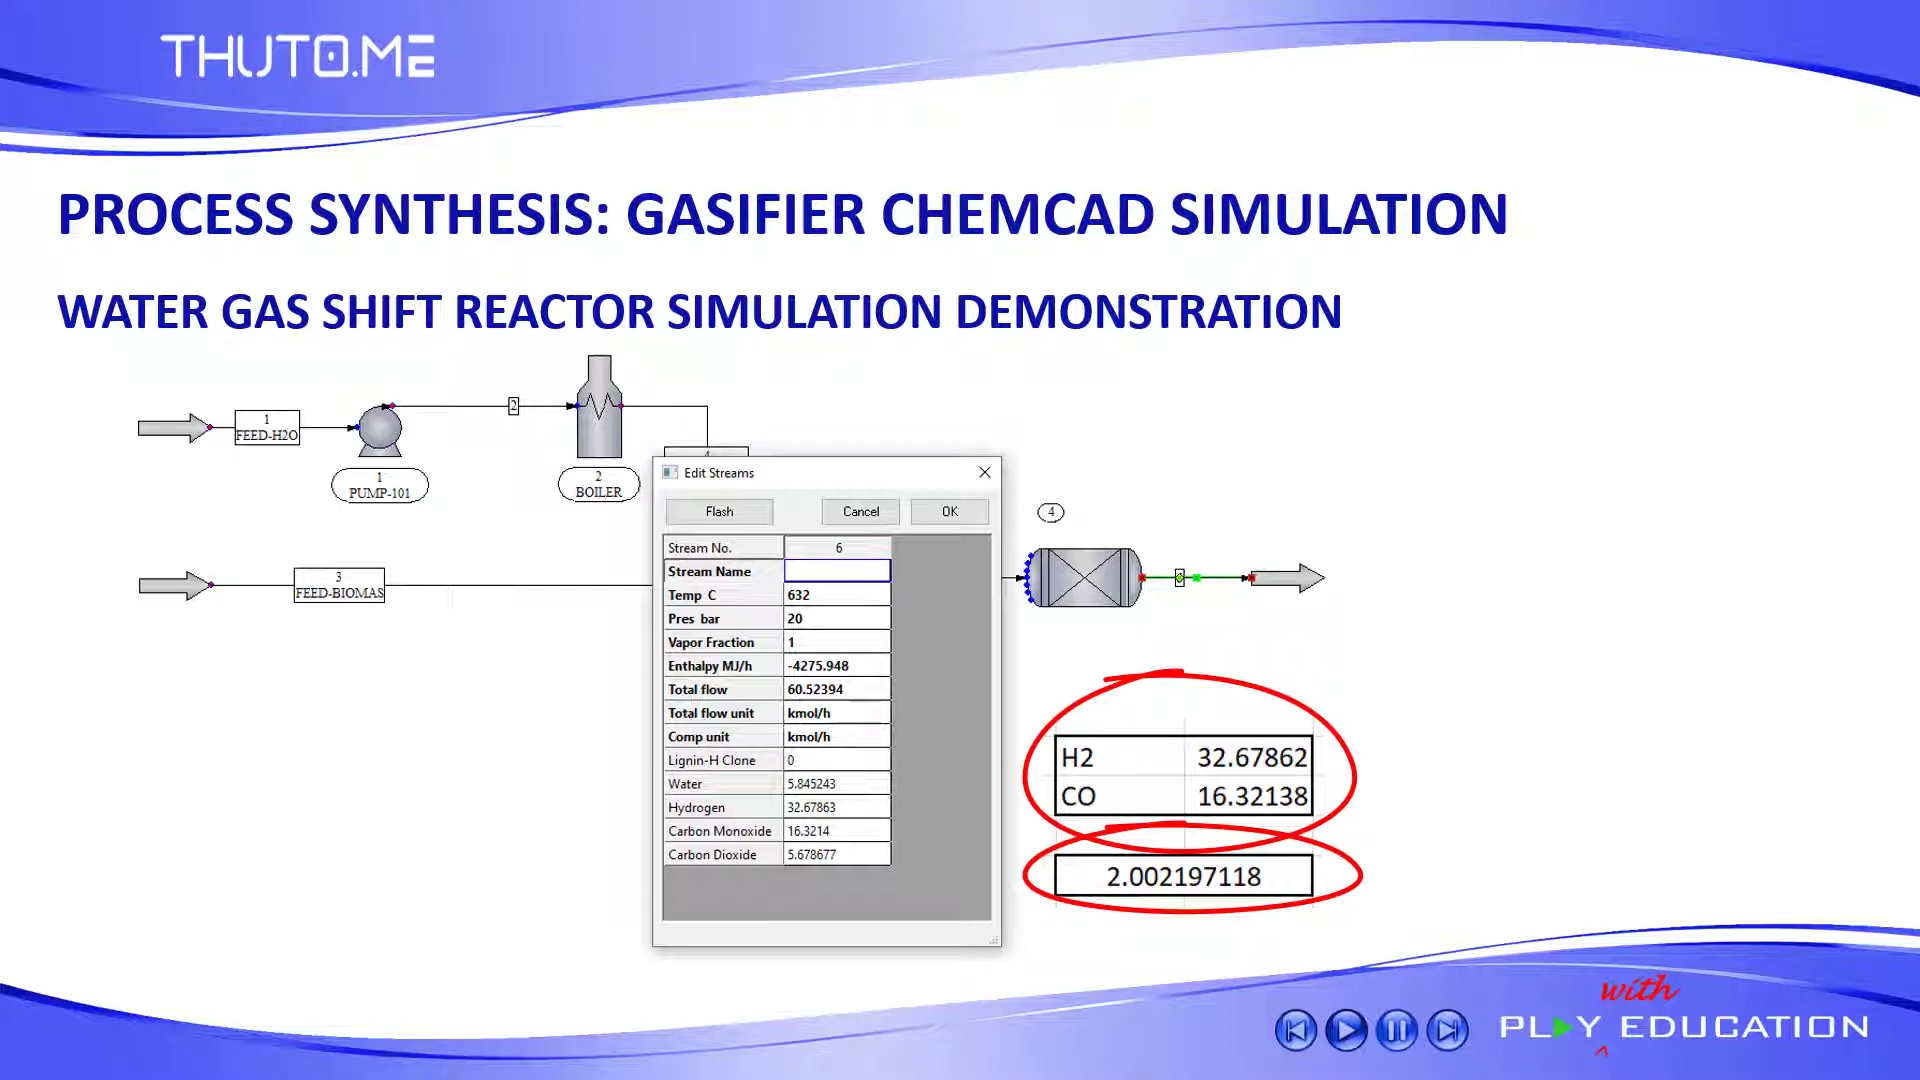 THUTO.ME
PROCESS SYNTHESIS: GASIFIER CHEMCAD SIMULATION
WATER GAS SHIFT REACTOR SIMULATION DEMONSTRATION
1
FEED-H2O
2
1
PUMP-101
2
BOILER
3
FEED-BIOMAS
4
Edit Streams
Flash Cancel OK
Stream No. 6
Stream Name
Temp C 632
Pres bar 20
Vapor Fraction 1
Enthalpy MJ/h -4275.948
Total flow 60.52394
Total flow unit kmol/h
Comp unit kmol/h
Lignin-H Clone 0
Water 5.845243
Hydrogen 32.67863
Carbon Monoxide 16.3214
Carbon Dioxide 5.678677
H2 32.67862
CO 16.32138
2.002197118
with
PLAY EDUCATION